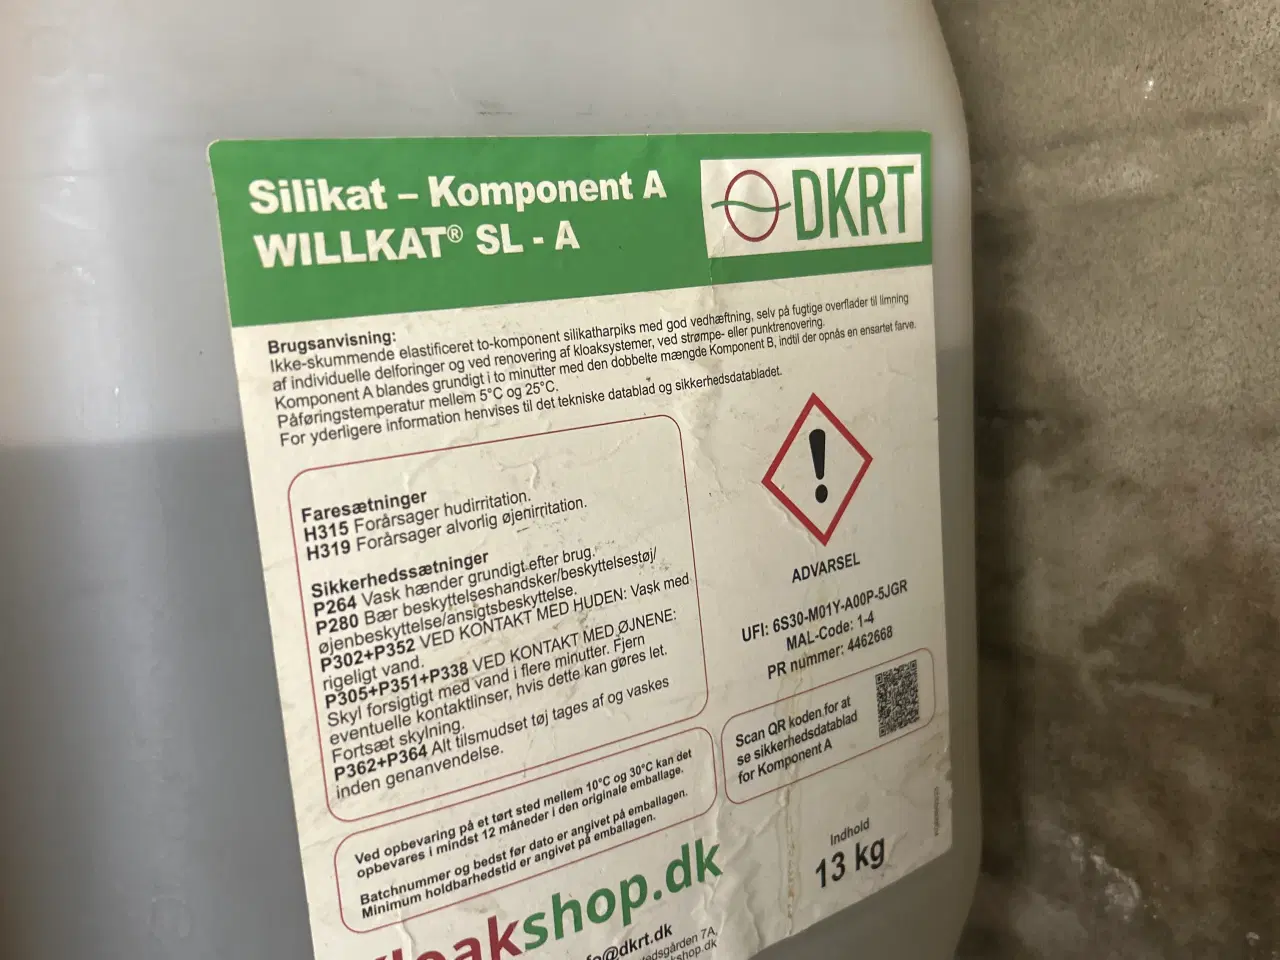 Silikat – Komponent A
WILLKAT® SL - A
DKRT
Brugsanvisning:
Ikke-skummende elastificeret to-komponent silikatharpiks med god vedhæftning, selv på fugtige overflader til limning
af individuelle delforinger og ved renovering af kloaksystemer, ved strømpe- eller punktrenovering.
Komponent A blandes grundigt i to minutter med den dobbelte mængde Komponent B, indtil der opnås en ensartet farve.
Påføringstemperatur mellem 5°C og 25°C.
For yderligere information henvises til det tekniske datablad og sikkerhedsdatabladet.
Faresætninger
H315 Forårsager hudirritation.
H319 Forårsager alvorlig øjenirritation.
Sikkerhedssætninger
P264 Vask hænder grundigt efter brug.
P280 Bær beskyttelseshandsker/beskyttelsestøj/
øjenbeskyttelse/ansigtsbeskyttelse.
P302+P352 VED KONTAKT MED HUDEN: Vask med
rigeligt vand.
P305+P351+P338 VED KONTAKT MED ØJNENE:
Skyl forsigtigt med vand i flere minutter. Fjern
eventuelle kontaktlinser, hvis dette kan gøres let.
Fortsæt skylning.
P362+P364 Alt tilsmudset tøj tages af og vaskes
inden genanvendelse.
ADVARSEL
UFI: 6S30-M01Y-A00P-5JGR
MAL-Code: 1-4
PR nummer: 4462668
Scan QR koden for at
se sikkerhedsdatablad
for Komponent A
Ved opbevaring på et tørt sted mellem 10°C og 30°C kan det
opbevares i mindst 12 måneder i den originale emballage.
Batchnummer og bedst før dato er angivet på emballagen.
Minimum holdbarhedstid er angivet på emballagen.
Indhold
13 kg
loakshop.dk
@dkrt.dk
edsgården 7A,
shop.dk